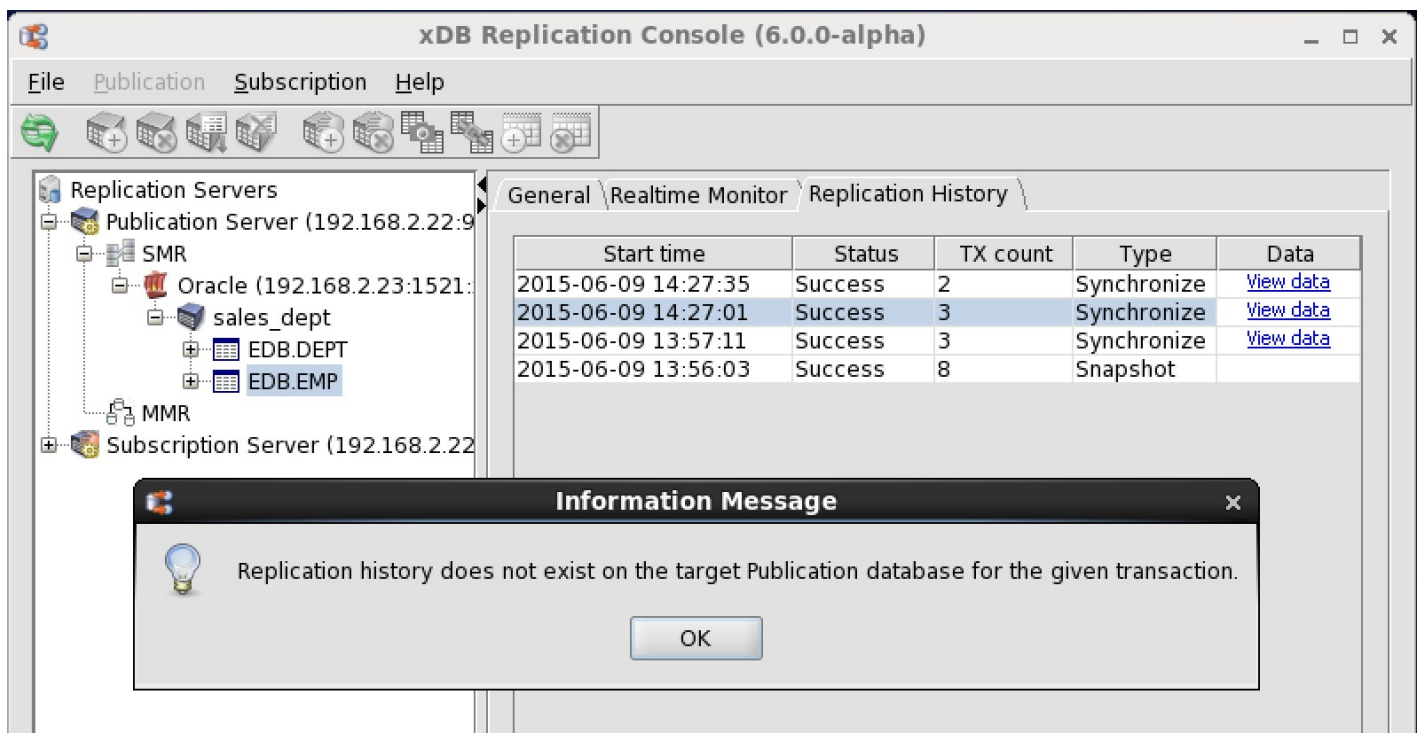 xDB Replication Console (6.0.0-alpha)
File Publication Subscription Help
Replication Servers
Publication Server (192.168.2.22:9
SMR
Oracle (192.168.2.23:1521:
sales_dept
EDB.DEPT
EDB.EMP
MMR
Subscription Server (192.168.2.22
General Realtime Monitor Replication History
Start time Status TX count Type Data
2015-06-09 14:27:35 Success 2 Synchronize View data
2015-06-09 14:27:01 Success 3 Synchronize View data
2015-06-09 13:57:11 Success 3 Synchronize View data
2015-06-09 13:56:03 Success 8 Snapshot
Information Message
Replication history does not exist on the target Publication database for the given transaction.
OK